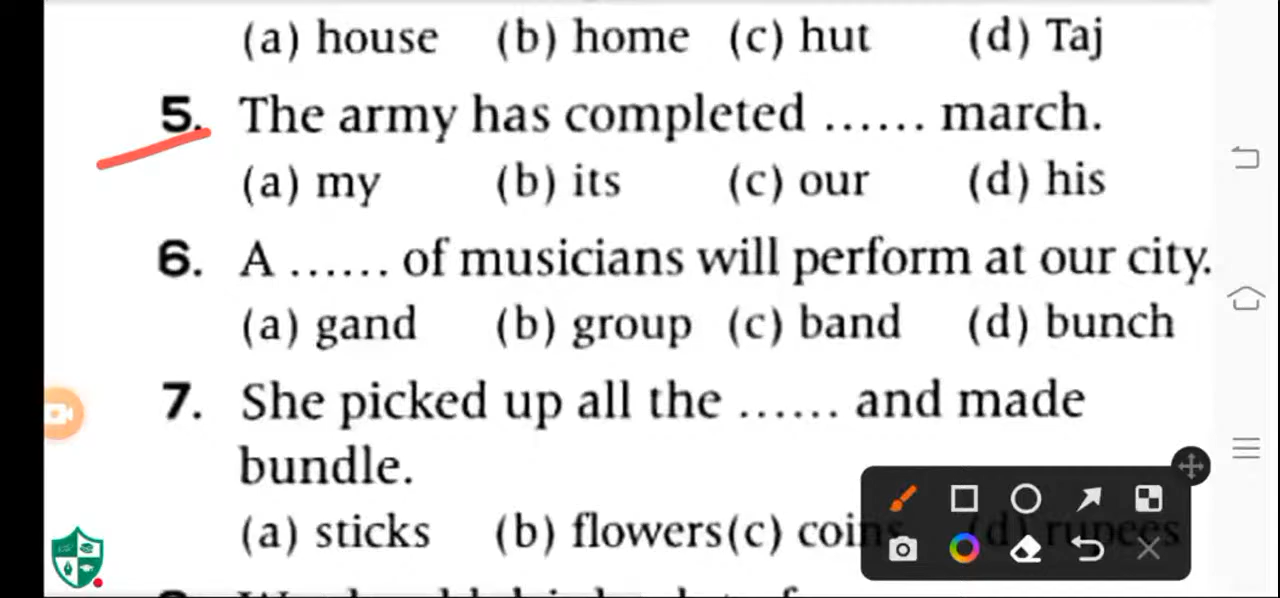 (a) house (b) home (c) hut (d) Taj
5. The army has completed ...... march.
(a) my (b) its (c) our (d) his
6. A ...... of musicians will perform at our city.
(a) gand (b) group (c) band (d) bunch
7. She picked up all the ...... and made
bundle.
(a) sticks (b) flowers (c) coins (d) rupees